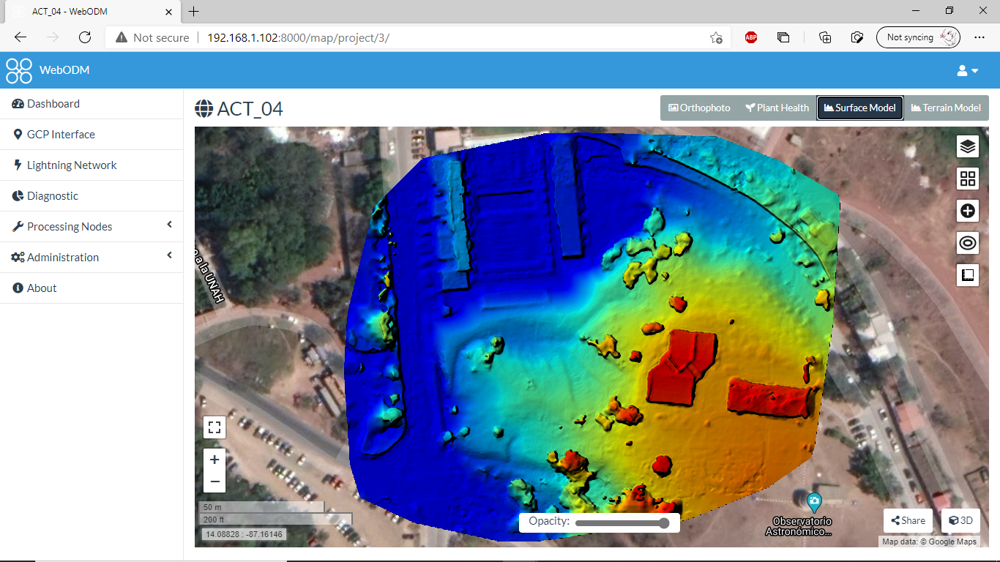 ACT_04 - WebODM
Not secure
192.168.1.102:8000/map/project/3/
ABP
Not syncing
WebODM
Dashboard
GCP Interface
Lightning Network
Diagnostic
Processing Nodes
Administration
About
ACT_04
Orthophoto
Plant Health
Surface Model
Terrain Model
a la UNAH
50 m
200 ft
14.08828 : -87.16146
Opacity:
Observatorio
Astronómico...
Share
3D
Map data: © Google Maps